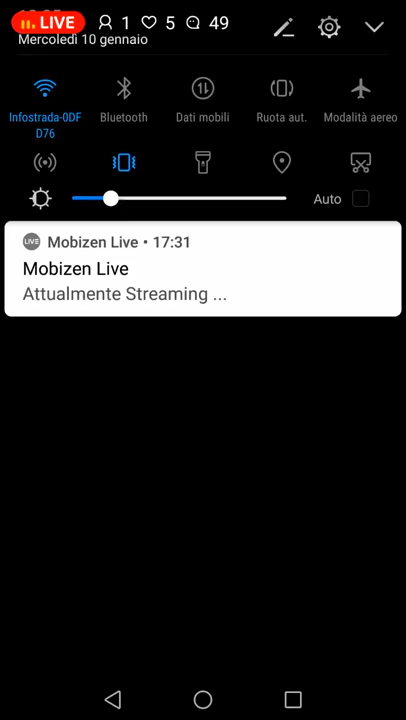 LIVE 1 5 49
Mercoledì 10 gennaio
Infostrada-0DF
D76
Bluetooth
Dati mobili
Ruota aut.
Modalità aereo
Auto
LIVE Mobizen Live • 17:31
Mobizen Live
Attualmente Streaming ...